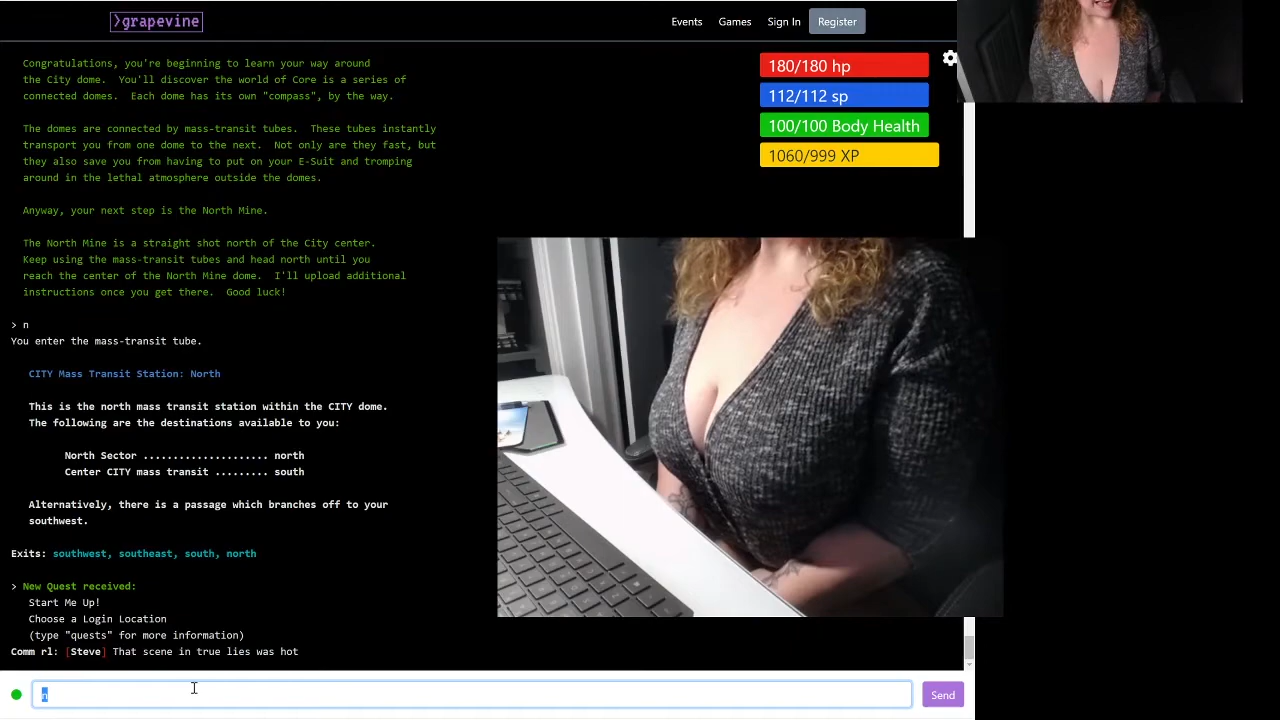 >grapevine
Events Games Sign In Register
Congratulations, you're beginning to learn your way around
the City dome. You'll discover the world of Core is a series of
connected domes. Each dome has its own "compass", by the way.
The domes are connected by mass-transit tubes. These tubes instantly
transport you from one dome to the next. Not only are they fast, but
they also save you from having to put on your E-Suit and tromping
around in the lethal atmosphere outside the domes.
Anyway, your next step is the North Mine.
The North Mine is a straight shot north of the City center.
Keep using the mass-transit tubes and head north until you
reach the center of the North Mine dome. I'll upload additional
instructions once you get there. Good luck!
> n
You enter the mass-transit tube.
CITY Mass Transit Station: North
This is the north mass transit station within the CITY dome.
The following are the destinations available to you:
North Sector ..................... north
Center CITY mass transit ......... south
Alternatively, there is a passage which branches off to your
southwest.
Exits: southwest, southeast, south, north
> New Quest received:
Start Me Up!
Choose a Login Location
(type "quests" for more information)
Comm rl: [Steve] That scene in true lies was hot
n
Send
180/180 hp
112/112 sp
100/100 Body Health
1060/999 XP